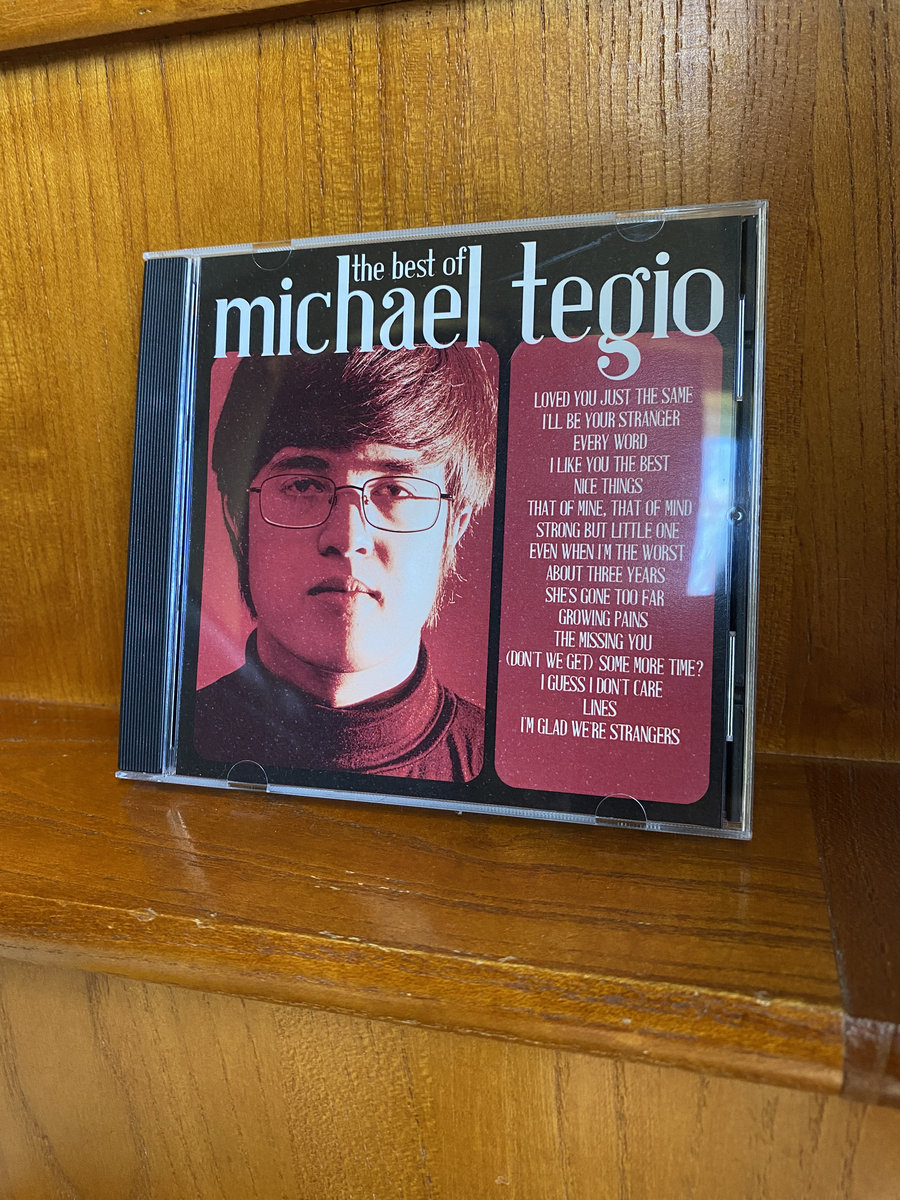 the best of
michael tegio
LOVED YOU JUST THE SAME
I'LL BE YOUR STRANGER
EVERY WORD
I LIKE YOU THE BEST
NICE THINGS
THAT OF MINE, THAT OF MIND
STRONG BUT LITTLE ONE
EVEN WHEN I'M THE WORST
ABOUT THREE YEARS
SHE'S GONE TOO FAR
GROWING PAINS
THE MISSING YOU
(DON'T WE GET) SOME MORE TIME?
I GUESS I DON'T CARE
LINES
I'M GLAD WE'RE STRANGERS